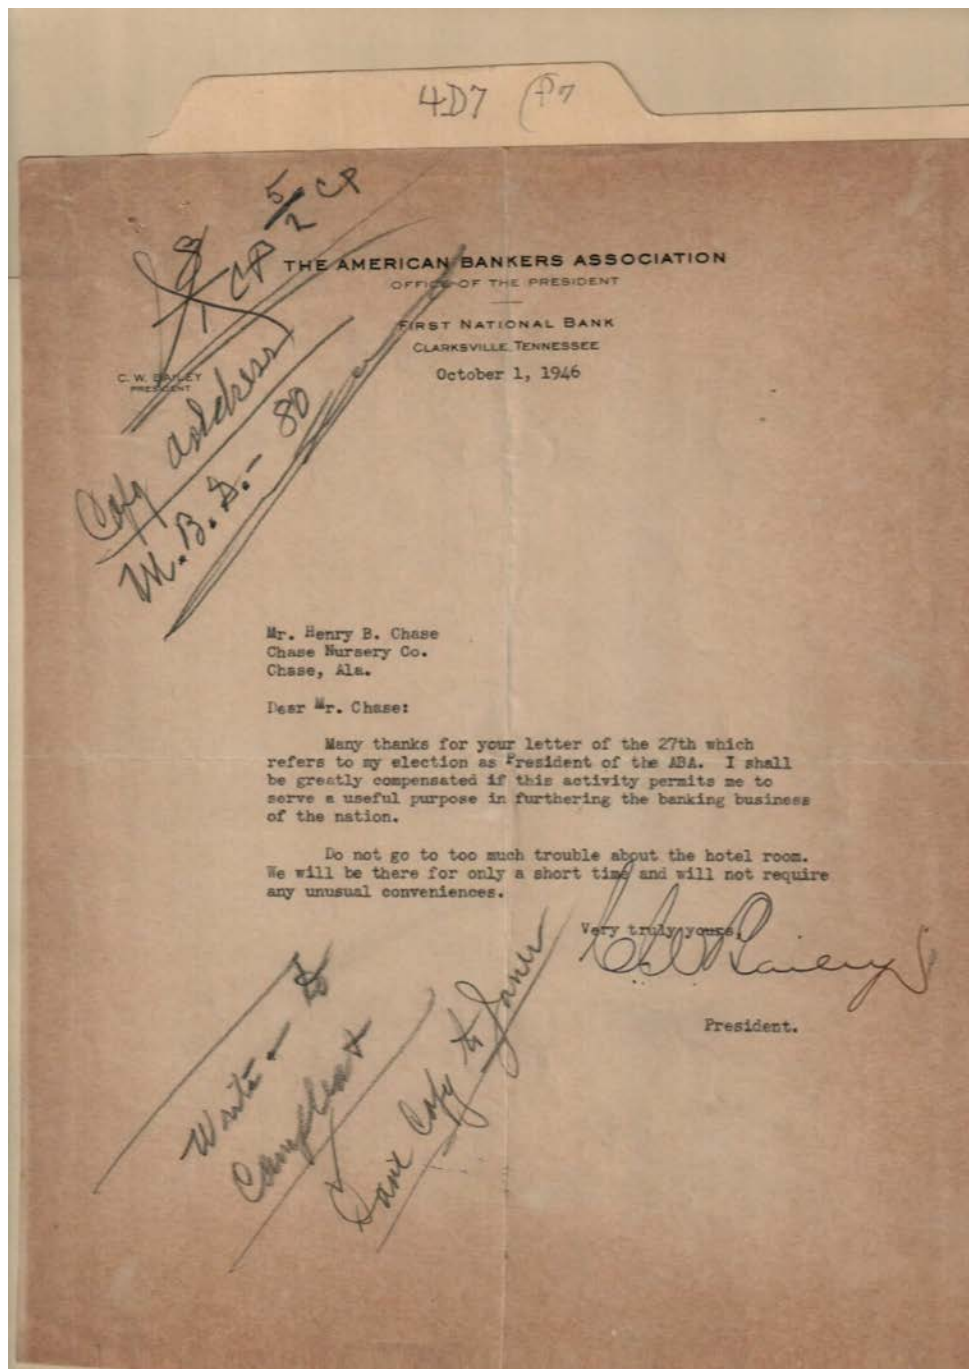 4D7
5/2 CP
CP
THE AMERICAN BANKERS ASSOCIATION
OFFICE OF THE PRESIDENT
FIRST NATIONAL BANK
CLARKSVILLE, TENNESSEE
October 1, 1946
C. W. BAILEY
PRESIDENT
Copy address
M.B.S.- 80
Mr. Henry B. Chase
Chase Nursery Co.
Chase, Ala.
Dear Mr. Chase:
Many thanks for your letter of the 27th which
refers to my election as President of the ABA. I shall
be greatly compensated if this activity permits me to
serve a useful purpose in furthering the banking business
of the nation.
Do not go to too much trouble about the hotel room.
We will be there for only a short time and will not require
any unusual conveniences.
Very truly yours,
C W Bailey
President.
Write
Copy to